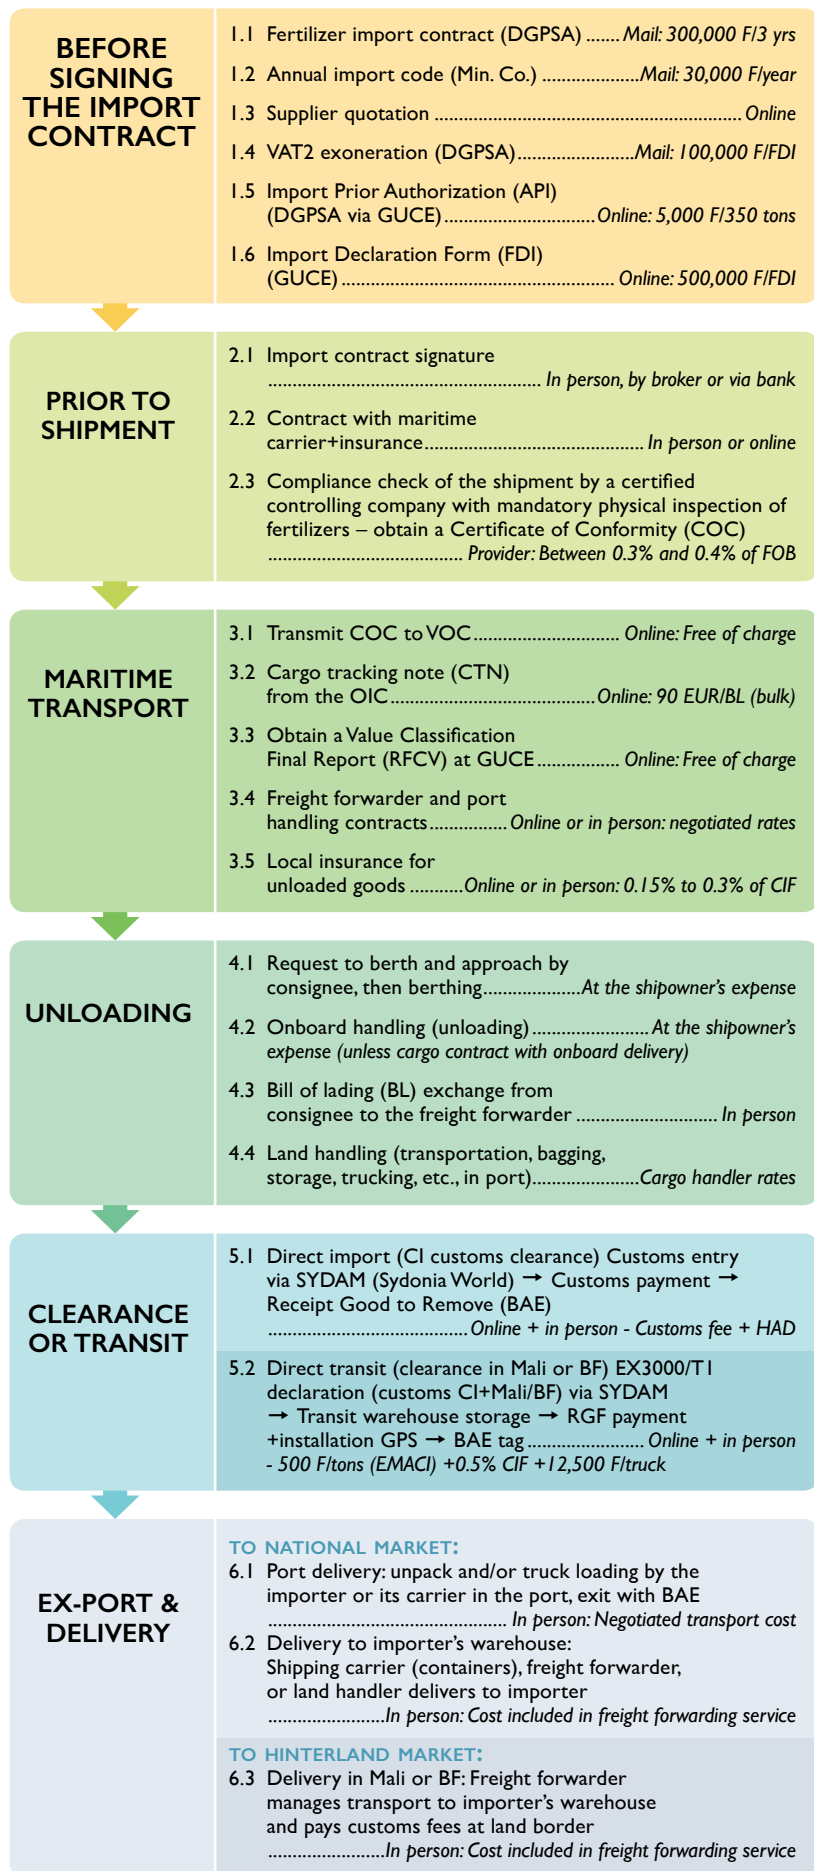 BEFORE
SIGNING
THE IMPORT
CONTRACT
1.1 Fertilizer import contract (DGPSA) ....... Mail: 300,000 F/3 yrs
1.2 Annual import code (Min. Co.) ....................Mail: 30,000 F/year
1.3 Supplier quotation ................................................................ Online
1.4 VAT2 exoneration (DGPSA)........................Mail: 100,000 F/FDI
1.5 Import Prior Authorization (API)
(DGPSA via GUCE)...............................Online: 5,000 F/350 tons
1.6 Import Declaration Form (FDI)
(GUCE) ......................................................... Online: 500,000 F/FDI
PRIOR TO
SHIPMENT
2.1 Import contract signature
......................................................... In person, by broker or via bank
2.2 Contract with maritime
carrier+insurance.............................................. In person or online
2.3 Compliance check of the shipment by a certified
controlling company with mandatory physical inspection of
fertilizers – obtain a Certificate of Conformity (COC)
......................................... Provider: Between 0.3% and 0.4% of FOB
MARITIME
TRANSPORT
3.1 Transmit COC to VOC.............................. Online: Free of charge
3.2 Cargo tracking note (CTN)
from the OIC..........................................Online: 90 EUR/BL (bulk)
3.3 Obtain a Value Classification
Final Report (RFCV) at GUCE................. Online: Free of charge
3.4 Freight forwarder and port
handling contracts................Online or in person: negotiated rates
3.5 Local insurance for
unloaded goods ...........Online or in person: 0.15% to 0.3% of CIF
UNLOADING
4.1 Request to berth and approach by
consignee, then berthing....................At the shipowner's expense
4.2 Onboard handling (unloading)........................ At the shipowner's
expense (unless cargo contract with onboard delivery)
4.3 Bill of lading (BL) exchange from
consignee to the freight forwarder ............................. In person
4.4 Land handling (transportation, bagging,
storage, trucking, etc., in port)......................Cargo handler rates
CLEARANCE
OR TRANSIT
5.1 Direct import (CI customs clearance) Customs entry
via SYDAM (Sydonia World) → Customs payment →
Receipt Good to Remove (BAE)
..........................................Online + in person - Customs fee + HAD
5.2 Direct transit (clearance in Mali or BF) EX3000/T1
declaration (customs CI+Mali/BF) via SYDAM
→ Transit warehouse storage → RGF payment
+installation GPS → BAE tag ........................ Online + in person
- 500 F/tons (EMACI) +0.5% CIF +12,500 F/truck
EX-PORT &
DELIVERY
TO NATIONAL MARKET:
6.1 Port delivery: unpack and/or truck loading by the
importer or its carrier in the port, exit with BAE
.................................................. In person: Negotiated transport cost
6.2 Delivery to importer's warehouse:
Shipping carrier (containers), freight forwarder,
or land handler delivers to importer
........................In person: Cost included in freight forwarding service
TO HINTERLAND MARKET:
6.3 Delivery in Mali or BF: Freight forwarder
manages transport to importer's warehouse
and pays customs fees at land border
........................In person: Cost included in freight forwarding service